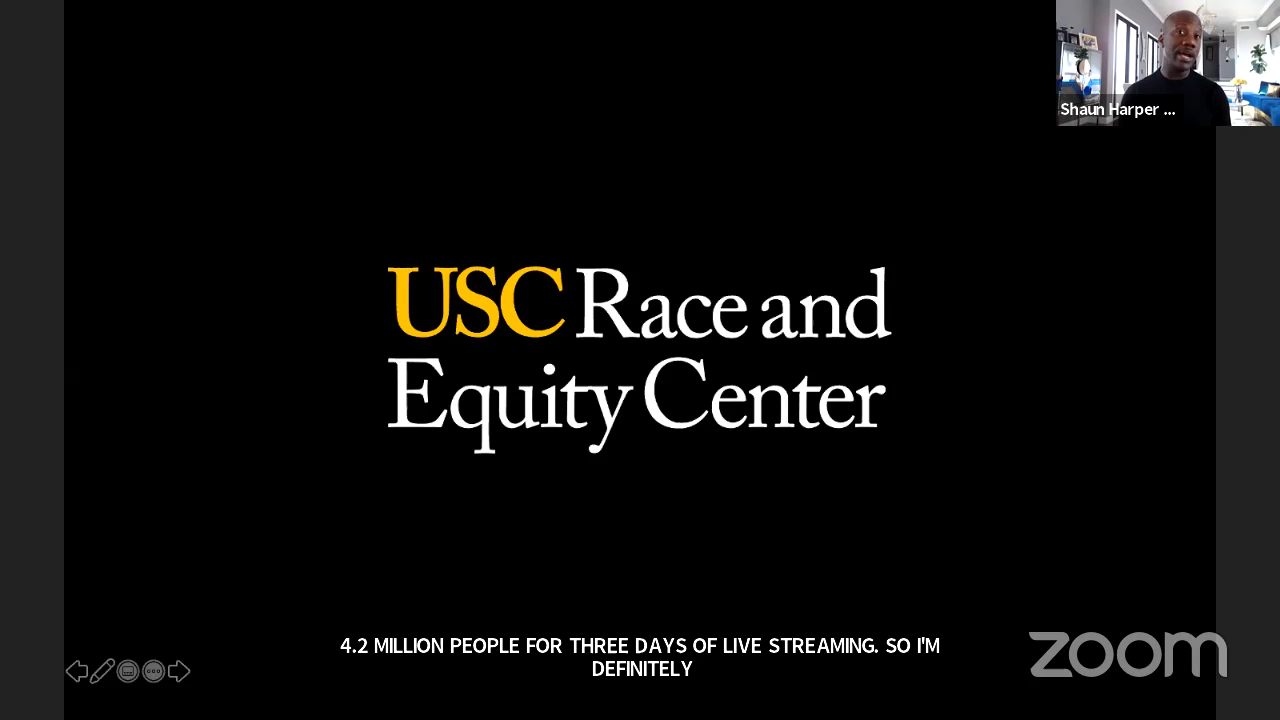 Shaun Harper ...
USC Race and
Equity Center
4.2 MILLION PEOPLE FOR THREE DAYS OF LIVE STREAMING. SO I'M
DEFINITELY
zoom